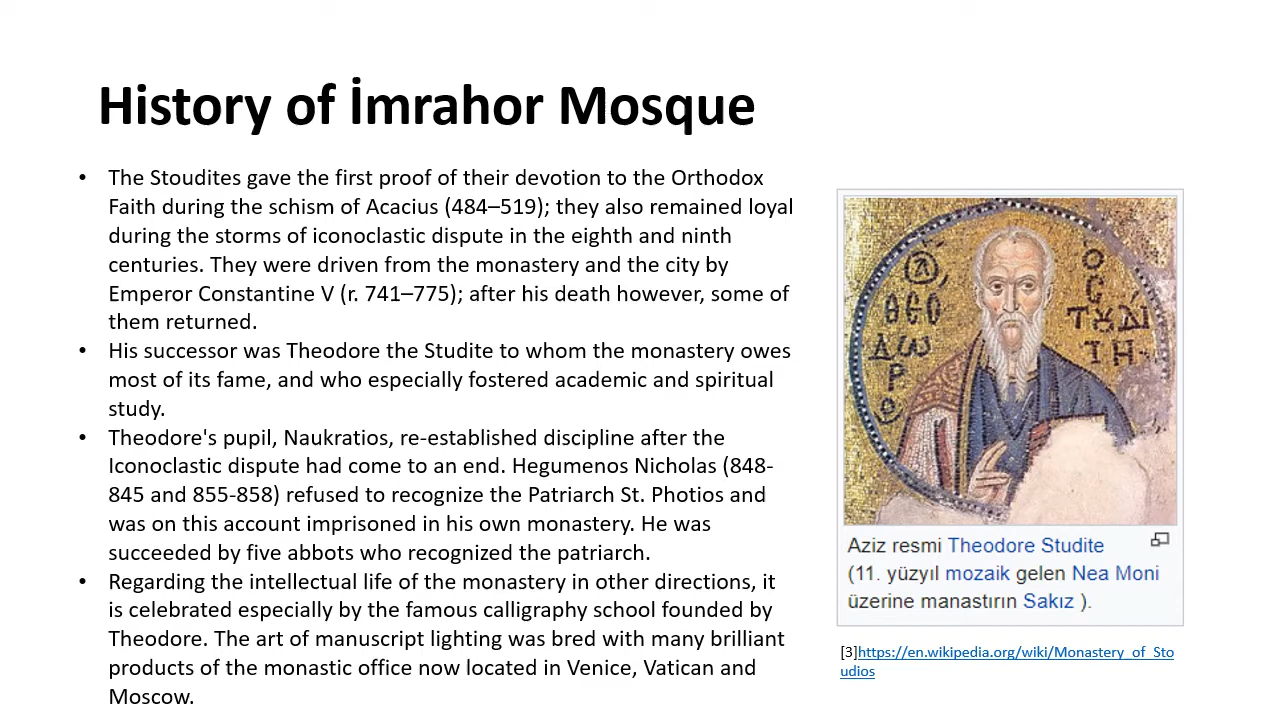 History of İmrahor Mosque
• The Stoudites gave the first proof of their devotion to the Orthodox
Faith during the schism of Acacius (484–519); they also remained loyal
during the storms of iconoclastic dispute in the eighth and ninth
centuries. They were driven from the monastery and the city by
Emperor Constantine V (r. 741–775); after his death however, some of
them returned.
• His successor was Theodore the Studite to whom the monastery owes
most of its fame, and who especially fostered academic and spiritual
study.
• Theodore's pupil, Naukratios, re-established discipline after the
Iconoclastic dispute had come to an end. Hegumenos Nicholas (848-
845 and 855-858) refused to recognize the Patriarch St. Photios and
was on this account imprisoned in his own monastery. He was
succeeded by five abbots who recognized the patriarch.
• Regarding the intellectual life of the monastery in other directions, it
is celebrated especially by the famous calligraphy school founded by
Theodore. The art of manuscript lighting was bred with many brilliant
products of the monastic office now located in Venice, Vatican and
Moscow.
ΘΕΟ
Δω
Ρ
Ο
Ο
C
ΤȢΔΙ
ΤΗ
Aziz resmi Theodore Studite
(11. yüzyıl mozaik gelen Nea Moni
üzerine manastırın Sakız ).
[3]https://en.wikipedia.org/wiki/Monastery_of_Sto
udios